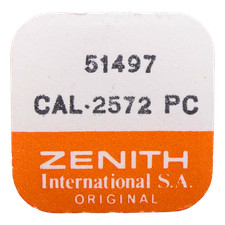 51497
CAL·2572 PC
ZENITH
International S.A.
ORIGINAL